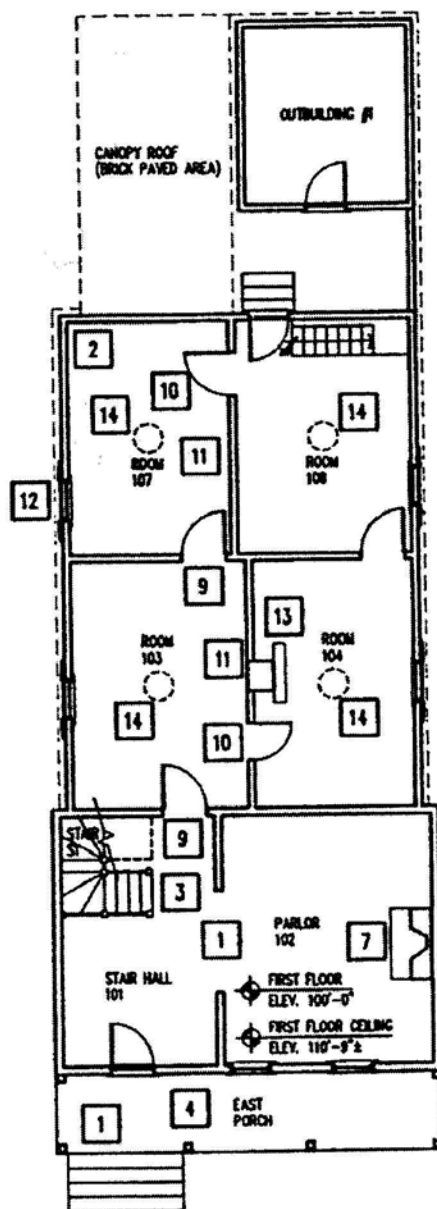 OUTBUILDING #1
CANOPY ROOF
(BRICK PAVED AREA)
2
10
14
14
12
11
ROOM
107
ROOM
108
9
13
ROOM
103
11
ROOM
104
14
10
14
STAIR
S1
9
3
1
PARLOR
102
7
STAIR HALL
101
FIRST FLOOR
ELEV. 100'-0"
FIRST FLOOR CEILING
ELEV. 110'-9"±
1
4
EAST
PORCH